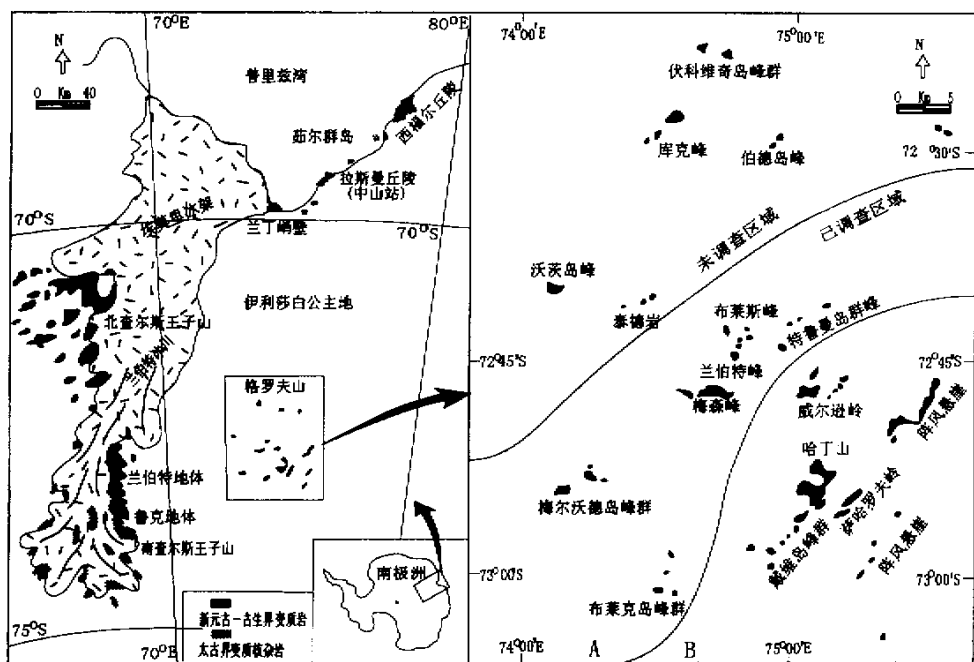 70°E
80°E
N
0 Km 40
普里兹湾
茹尔群岛
西福尔丘陵
拉斯曼丘陵
(中山站)
70°S
兰丁崤壁
70°S
伊利莎白公主地
北查尔斯王子山
兰伯特冰川
格罗夫山
兰伯特地体
鲁克地体
南查尔斯王子山
南极洲
新元古—古生界变质岩
太古界变质核杂岩
75°S
70°E
74°00'E
75°00'E
N
0 Km 5
伏科维奇岛峰群
库克峰
伯德岛峰
72°30'S
未调查区域
已调查区域
沃茨岛峰
泰德岩
布莱斯峰
特鲁曼岛群峰
兰伯特峰
72°45'S
72°45'S
梅森峰
威尔逊岭
阵风悬崖
哈丁山
梅尔沃德岛峰群
萨哈罗夫岭
戴维岛峰群
阵风悬崖
73°00'S
73°00'S
布莱克岛峰群
74°00'E
A
B
75°00'E